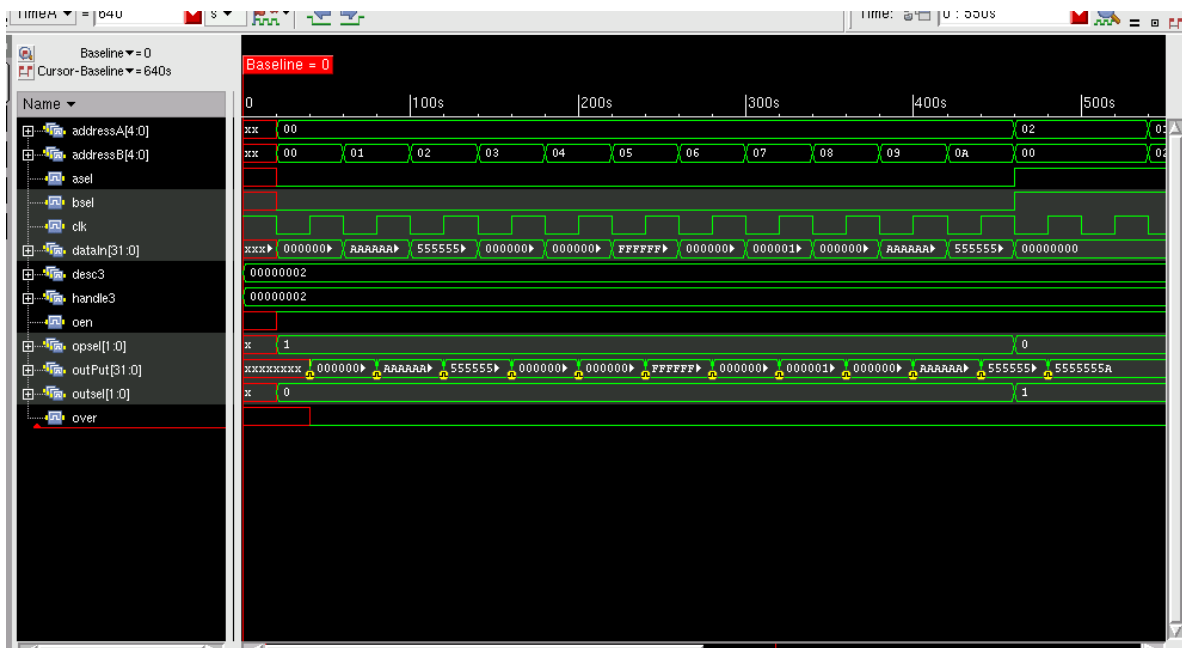 TimeA = 640 s Time: 0 : 550s
Baseline = 0
Cursor-Baseline = 640s
Baseline = 0
Name 0 100s 200s 300s 400s 500s
addressA[4:0] xx 00 02 01
addressB[4:0] xx 00 01 02 03 04 05 06 07 08 09 0A 00 02
asel
bsel
clk
dataIn[31:0] xxx 000000 AAAAAA 555555 000000 000000 FFFFFF 000000 000001 000000 AAAAAA 555555 00000000
desc3 00000002
handle3 00000002
oen
opsel[1:0] x 1 0
outPut[31:0] xxxxxxxx 000000 AAAAAA 555555 000000 000000 FFFFFF 000000 000001 000000 AAAAAA 555555 5555555A
outsel[1:0] x 0 1
over